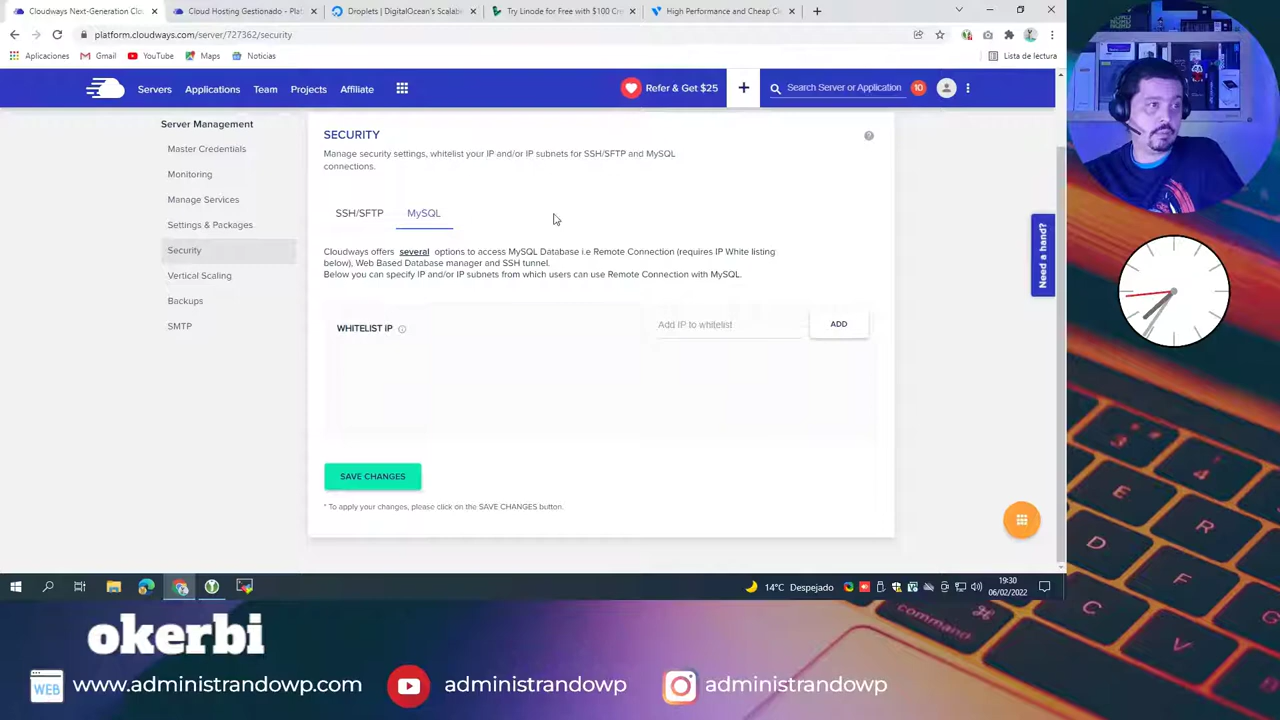 Cloudways Next-Generation Clou
Cloud Hosting Gestionado - Plat
Droplets | DigitalOcean's Scalab
Try Linode for Free with $100 Cr
High Performance and Cheap Cl
platform.cloudways.com/server/727362/security
Aplicaciones
Gmail
YouTube
Maps
Noticias
Lista de lectura
Servers
Applications
Team
Projects
Affiliate
Refer & Get $25
+
Search Server or Application
10
Server Management
Master Credentials
Monitoring
Manage Services
Settings & Packages
Security
Vertical Scaling
Backups
SMTP
SECURITY
Manage security settings, whitelist your IP and/or IP subnets for SSH/SFTP and MySQL
connections.
SSH/SFTP
MySQL
Cloudways offers several options to access MySQL Database i.e Remote Connection (requires IP White listing
below), Web Based Database manager and SSH tunnel.
Below you can specify IP and/or IP subnets from which users can use Remote Connection with MySQL.
WHITELIST IP
Add IP to whitelist
ADD
SAVE CHANGES
* To apply your changes, please click on the SAVE CHANGES button.
Need a hand?
14°C Despejado
19:30
06/02/2022
okerbi
WEB
www.administrandowp.com
administrandowp
administrandowp
command